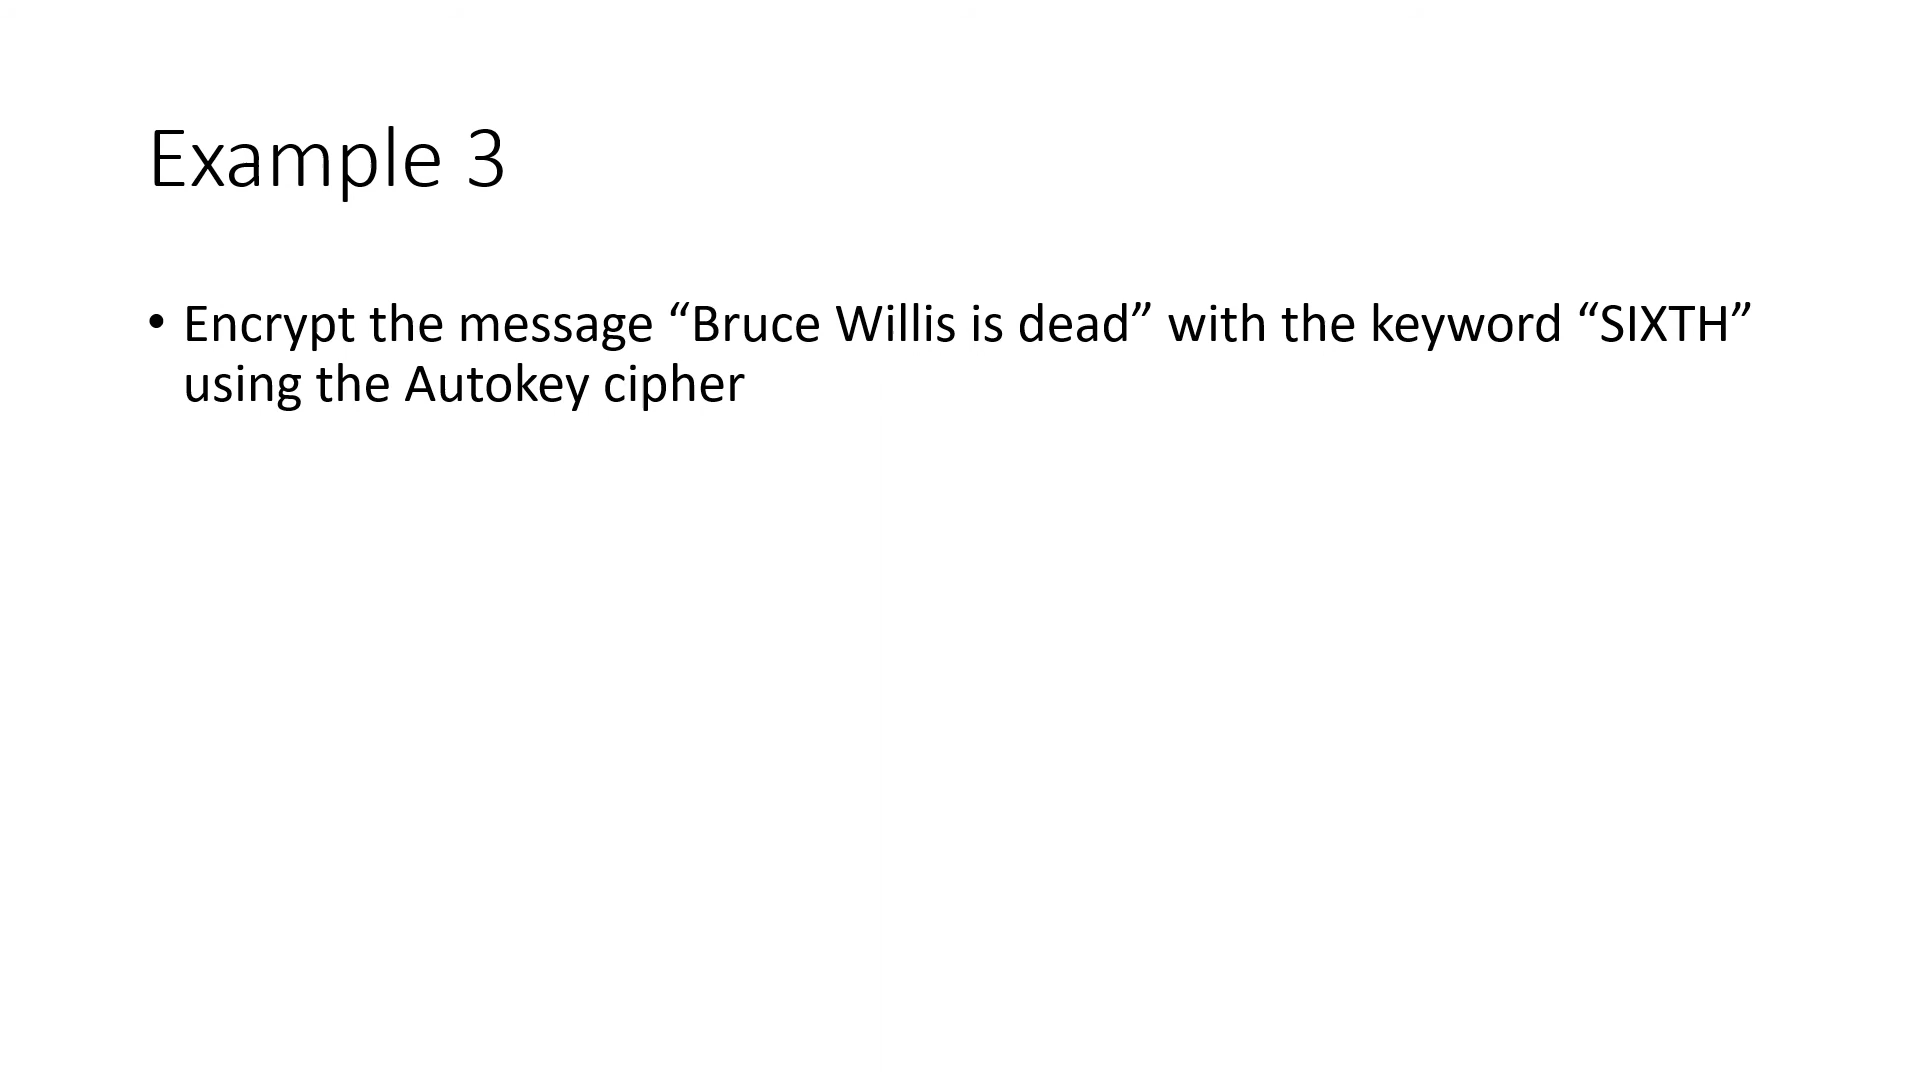 Example 3
• Encrypt the message “Bruce Willis is dead” with the keyword “SIXTH”
using the Autokey cipher